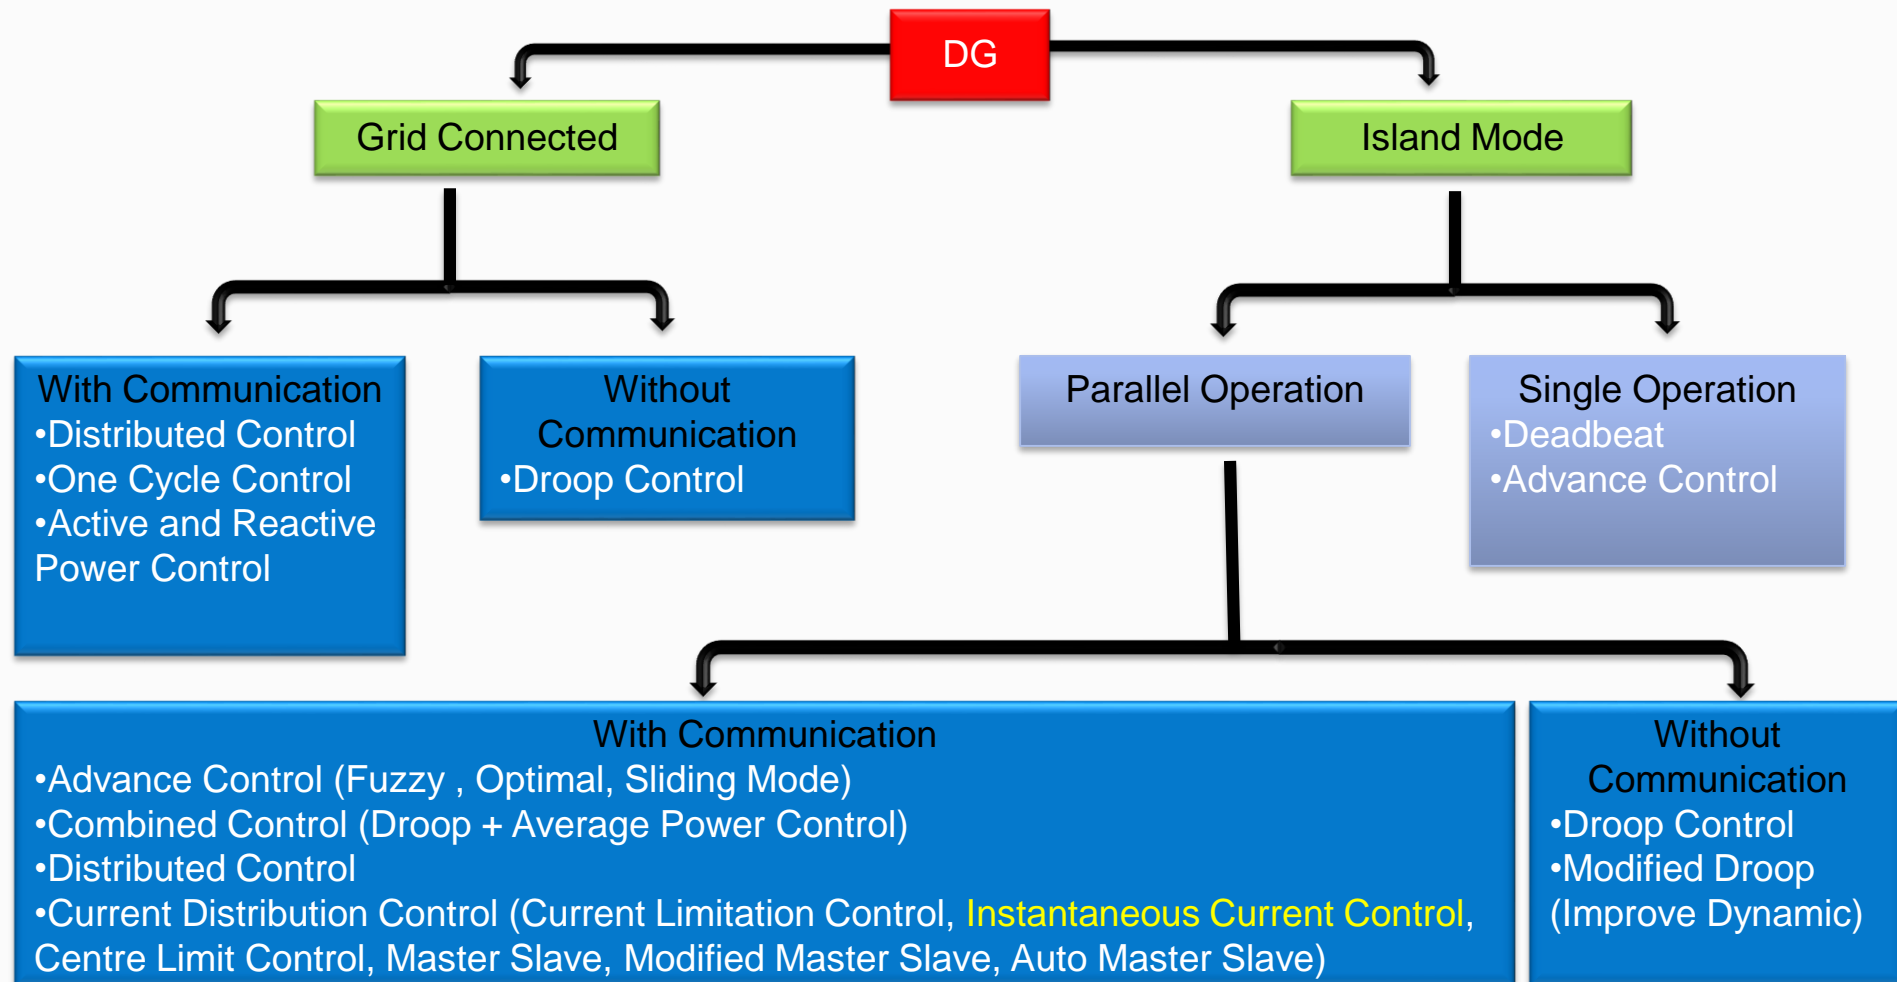 DG
Grid Connected
Island Mode
With Communication
•Distributed Control
•One Cycle Control
•Active and Reactive
Power Control
Without
Communication
•Droop Control
Parallel Operation
Single Operation
•Deadbeat
•Advance Control
With Communication
•Advance Control (Fuzzy , Optimal, Sliding Mode)
•Combined Control (Droop + Average Power Control)
•Distributed Control
•Current Distribution Control (Current Limitation Control, Instantaneous Current Control,
Centre Limit Control, Master Slave, Modified Master Slave, Auto Master Slave)
Without
Communication
•Droop Control
•Modified Droop
(Improve Dynamic)